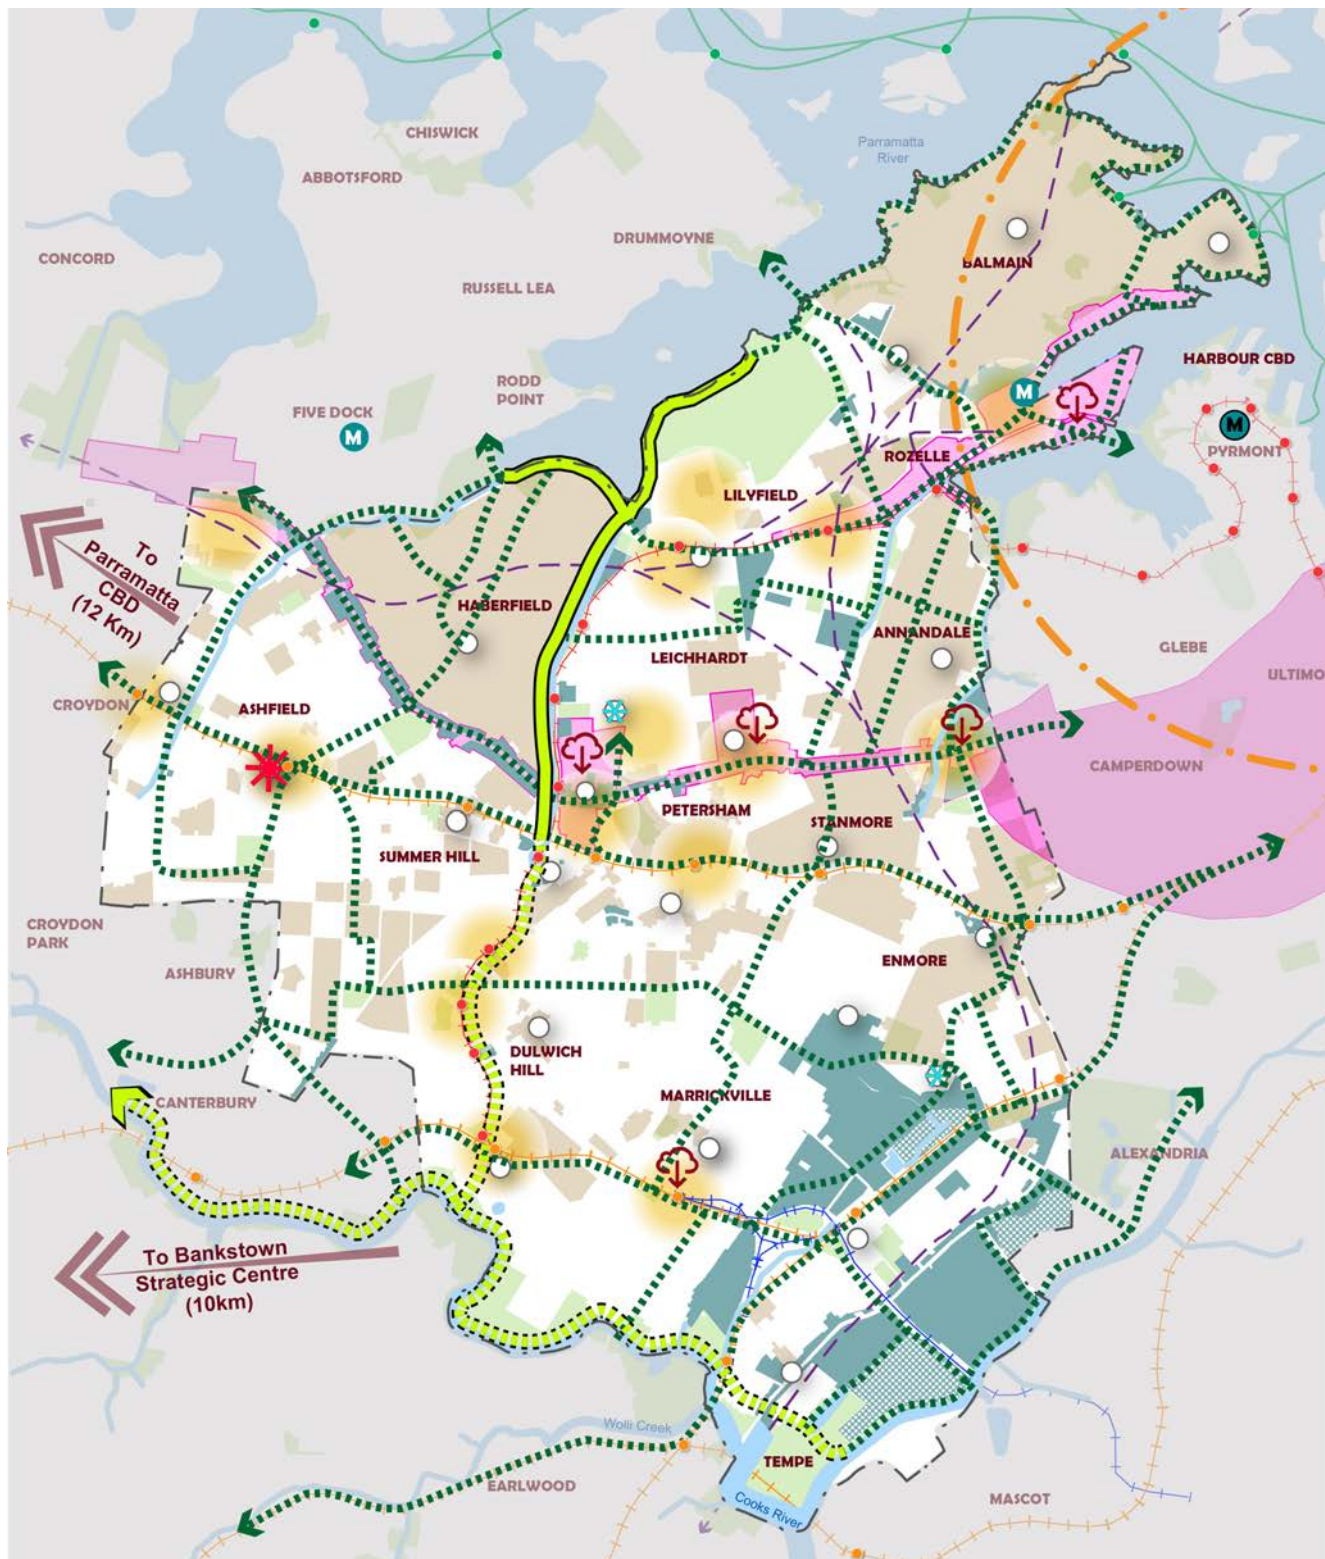 CHISWICK
ABBOTSFORD
Parramatta
River
DRUMMOYNE
CONCORD
BALMAIN
RUSSELL LEA
HARBOUR CBD
RODD
POINT
FIVE DOCK
M
M
M
PYRMONT
ROZELLE
LILYFIELD
To
Parramatta
CBD
(12 Km)
HABERFIELD
ANNANDALE
GLEBE
LEICHHARDT
ULTIMO
CROYDON
ASHFIELD
CAMPERDOWN
PETERSHAM
STANMORE
SUMMER HILL
CROYDON
PARK
ASHBURY
ENMORE
DULWICH
HILL
MARRICKVILLE
CANTERBURY
ALEXANDRIA
To Bankstown
Strategic Centre
(10km)
Wolli Creek
TEMPE
EARLWOOD
Cooks River
MASCOT